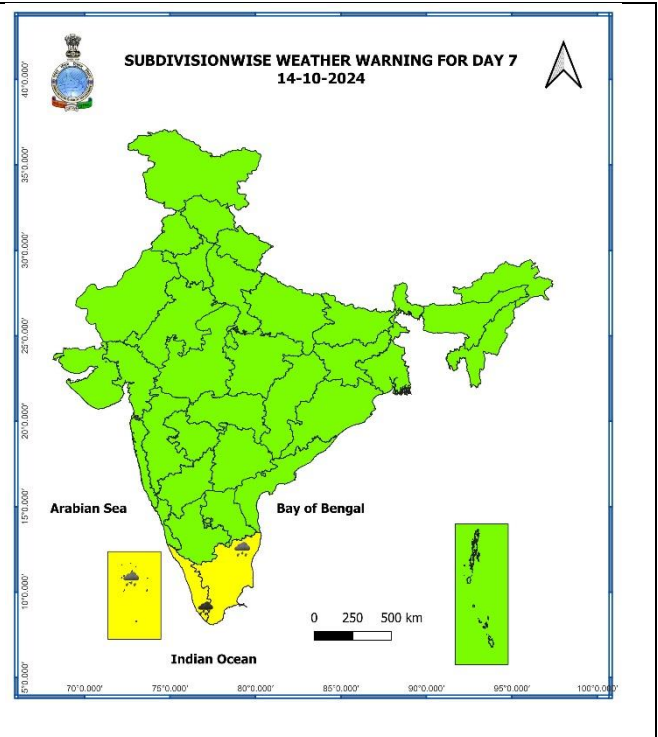 SUBDIVISIONWISE WEATHER WARNING FOR DAY 7
14-10-2024
40°0.000'
35°0.000'
30°0.000'
25°0.000'
20°0.000'
15°0.000'
10°0.000'
5°0.000'
Arabian Sea
Bay of Bengal
0 250 500 km
Indian Ocean
70°0.000' 75°0.000' 80°0.000' 85°0.000' 90°0.000' 95°0.000' 100°0.000'